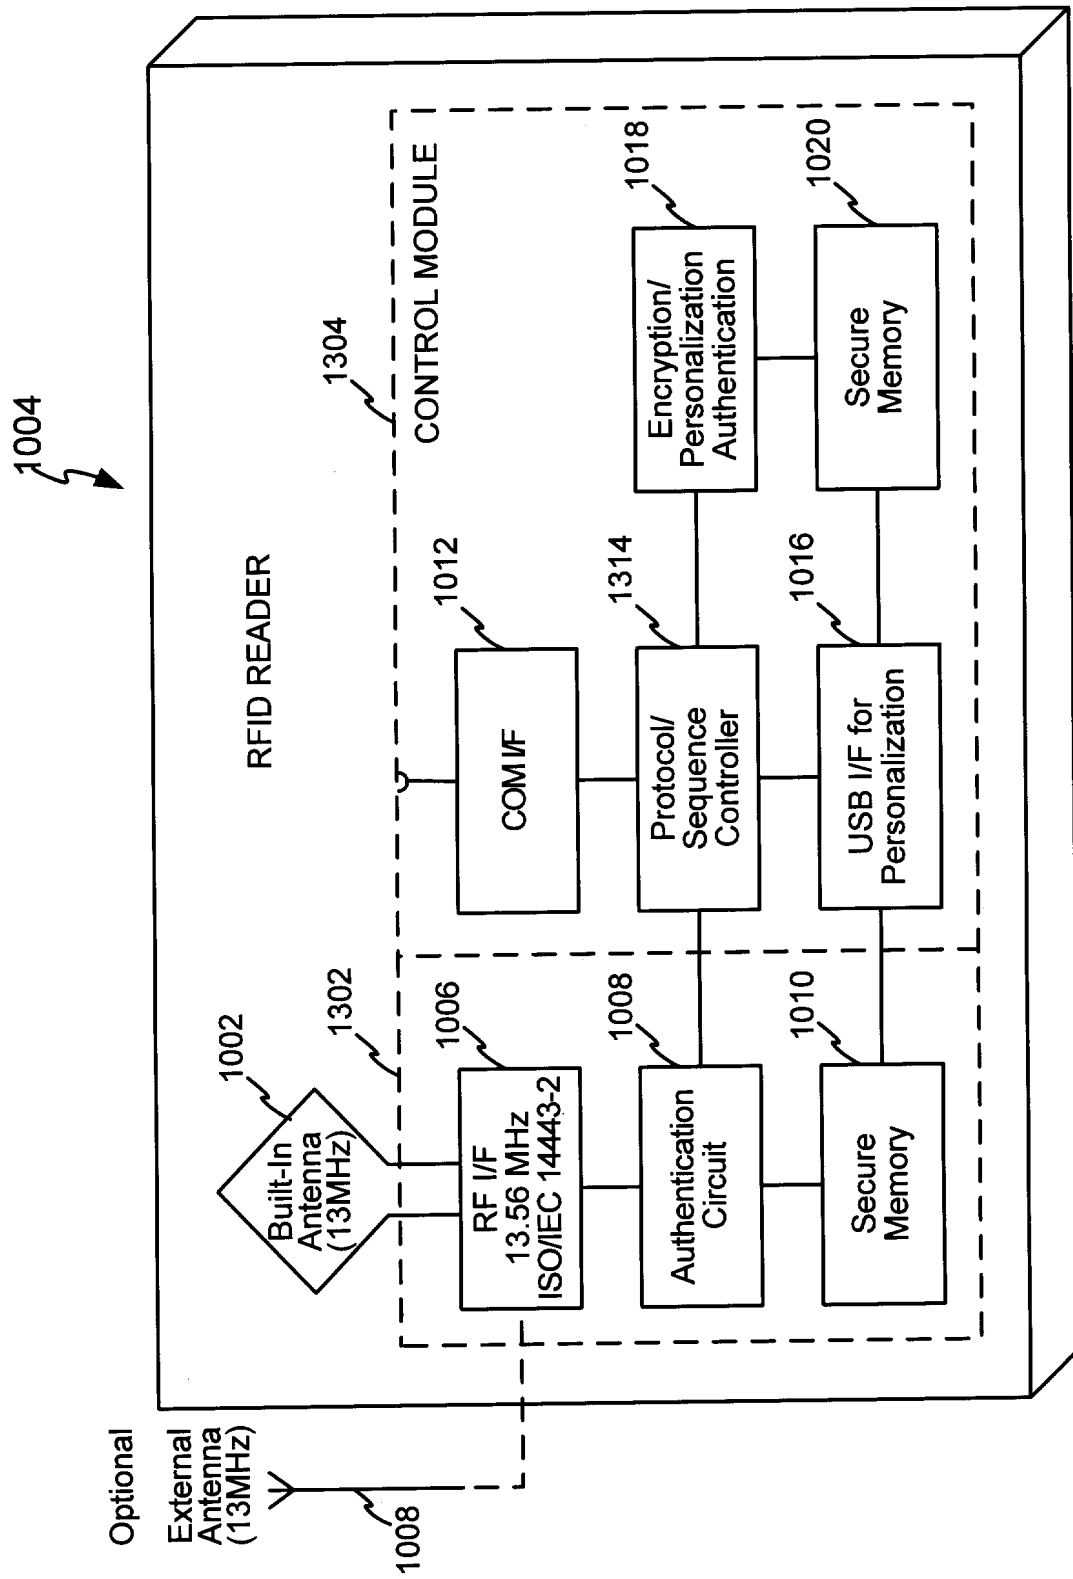 1004
RFID READER
Optional
External
Antenna
(13MHz)
1008
1002
Built-In
Antenna
(13MHz)
1302
1304
CONTROL MODULE
1006
RF I/F
13.56 MHz
ISO/IEC 14443-2
1012
COM I/F
1008
Authentication
Circuit
1314
Protocol/
Sequence
Controller
1018
Encryption/
Personalization
Authentication
1010
Secure
Memory
1016
USB I/F for
Personalization
1020
Secure
Memory